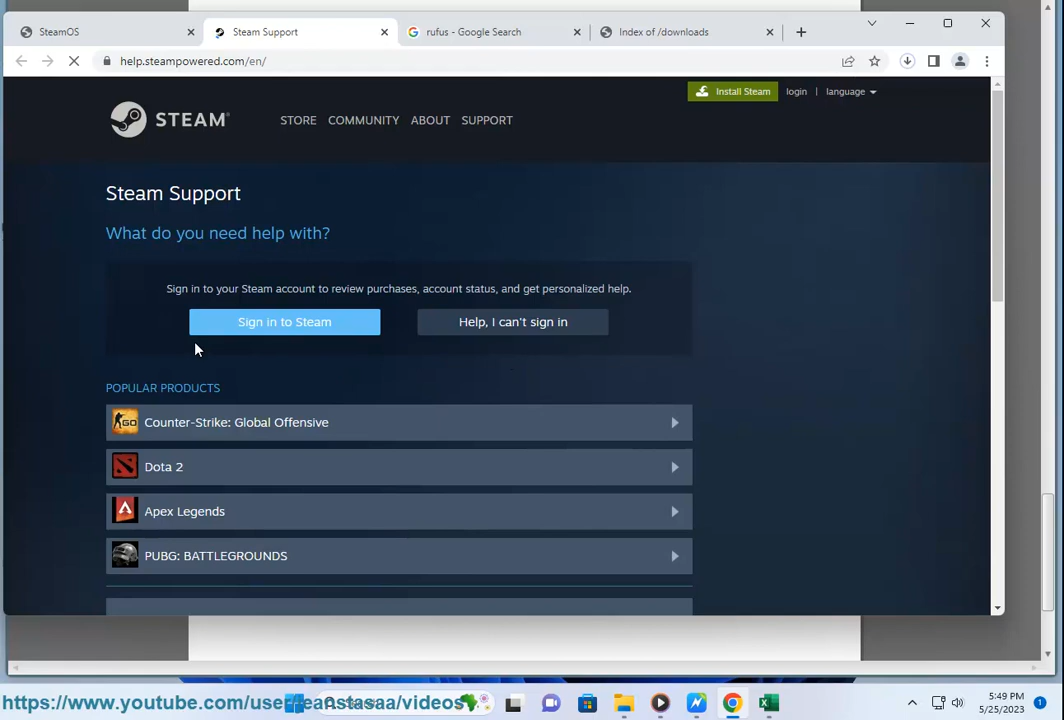 SteamOS
Steam Support
rufus - Google Search
Index of /downloads
help.steampowered.com/en/
Install Steam
login
language
STEAM
STORE
COMMUNITY
ABOUT
SUPPORT
Steam Support
What do you need help with?
Sign in to your Steam account to review purchases, account status, and get personalized help.
Sign in to Steam
Help, I can't sign in
POPULAR PRODUCTS
Counter-Strike: Global Offensive
Dota 2
Apex Legends
PUBG: BATTLEGROUNDS
5:49 PM
5/25/2023